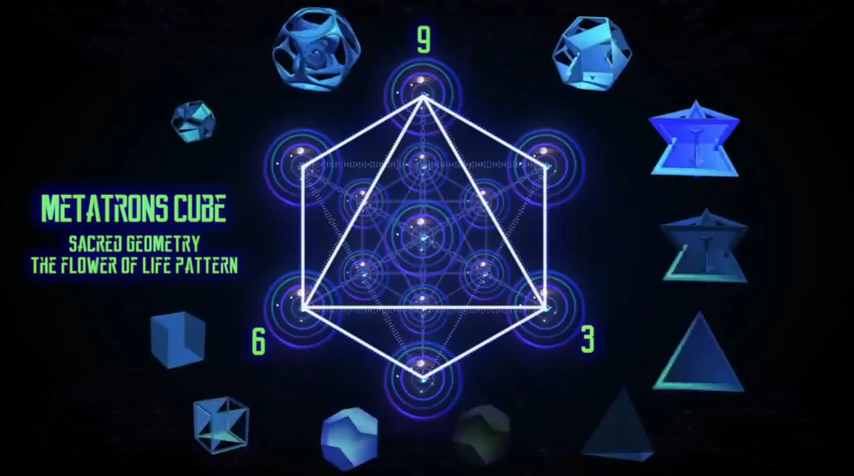 9
METATRONS CUBE
SACRED GEOMETRY
THE FLOWER OF LIFE PATTERN
6
3